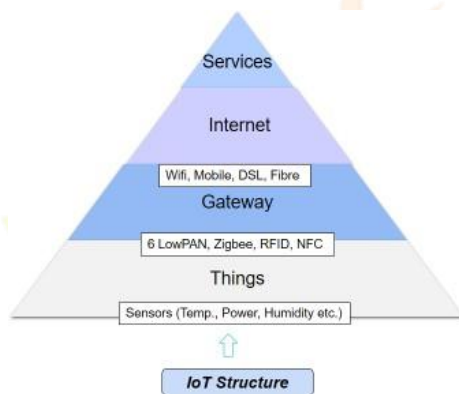 Services
Internet
Wifi, Mobile, DSL, Fibre
Gateway
6 LowPAN, Zigbee, RFID, NFC
Things
Sensors (Temp., Power, Humidity etc.)
IoT Structure